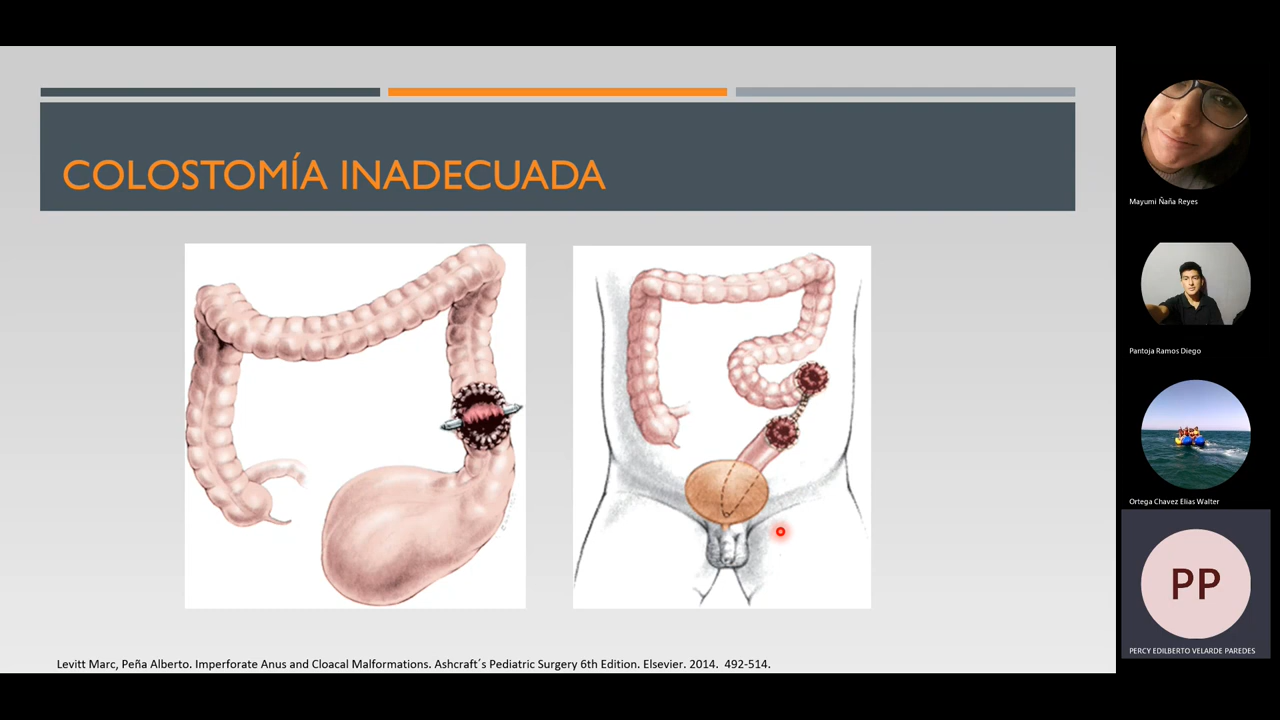 COLOSTOMÍA INADECUADA
Levitt Marc, Peña Alberto. Imperforate Anus and Cloacal Malformations. Ashcraft´s Pediatric Surgery 6th Edition. Elsevier. 2014.  492-514.
Mayumi Ñaña Reyes
Pantoja Ramos Diego
Ortega Chavez Elias Walter
PP
PERCY EDILBERTO VELARDE PAREDES